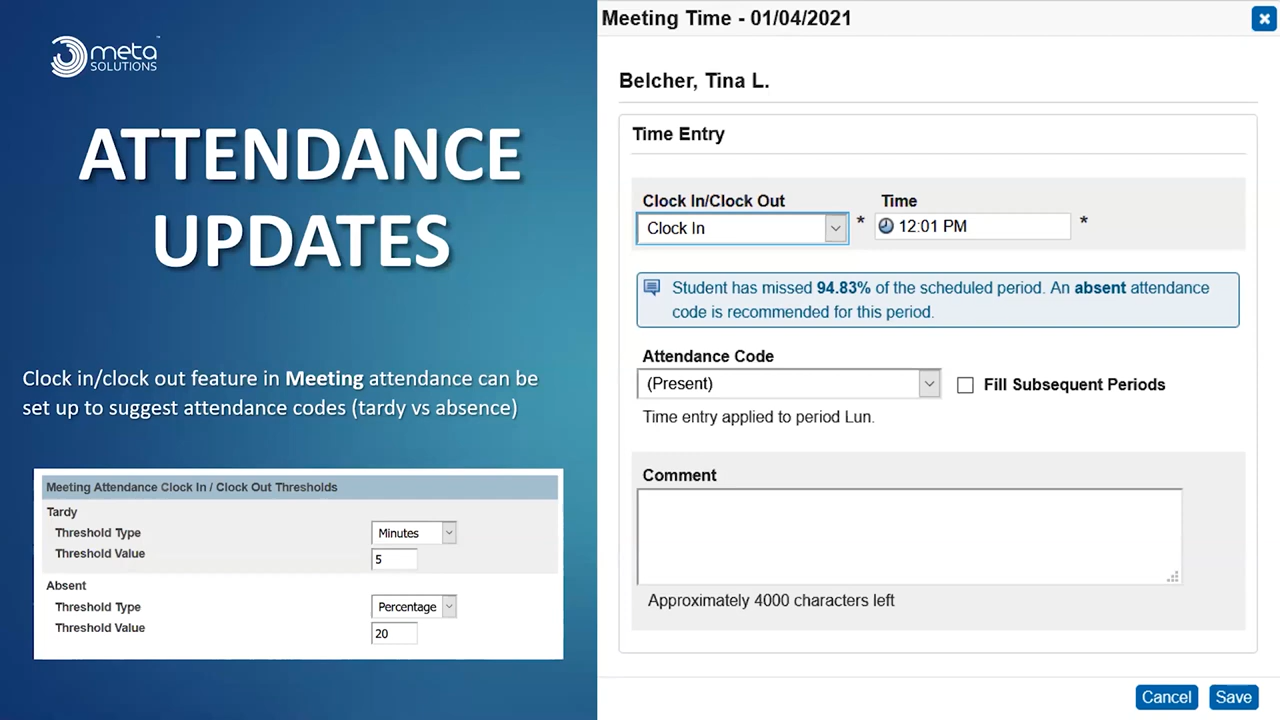 meta
SOLUTIONS
™
ATTENDANCE
UPDATES
Clock in/clock out feature in Meeting attendance can be
set up to suggest attendance codes (tardy vs absence)
Meeting Attendance Clock In / Clock Out Thresholds
Tardy
Threshold Type Minutes
Threshold Value 5
Absent
Threshold Type Percentage
Threshold Value 20
Meeting Time - 01/04/2021
Belcher, Tina L.
Time Entry
Clock In/Clock Out Time
Clock In * 12:01 PM *
Student has missed 94.83% of the scheduled period. An absent attendance
code is recommended for this period.
Attendance Code
(Present) Fill Subsequent Periods
Time entry applied to period Lun.
Comment
Approximately 4000 characters left
Cancel Save